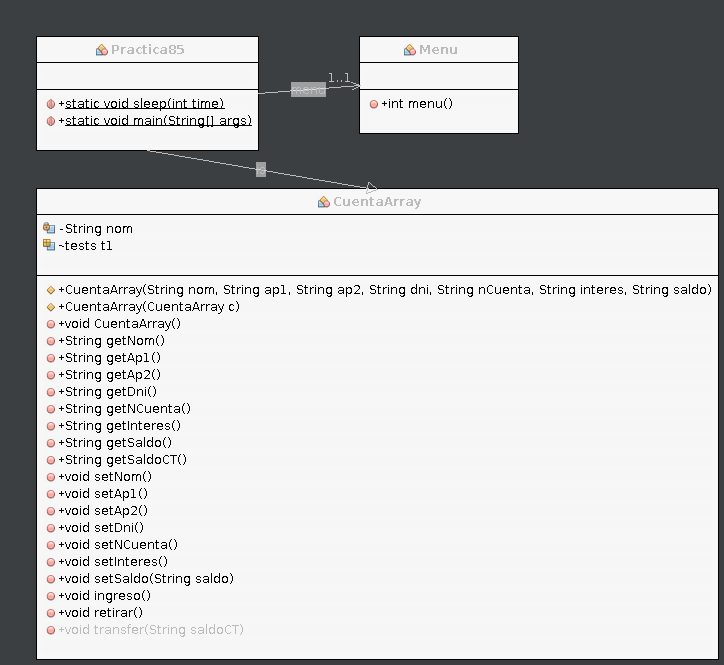 Practica85
+static void sleep(int time)
+static void main(String[] args)
menu
1..1
Menu
+int menu()
CuentaArray
-String nom
~tests t1
+CuentaArray(String nom, String ap1, String ap2, String dni, String nCuenta, String interes, String saldo)
+CuentaArray(CuentaArray c)
+void CuentaArray()
+String getNom()
+String getAp1()
+String getAp2()
+String getDni()
+String getNCuenta()
+String getInteres()
+String getSaldo()
+String getSaldoCT()
+void setNom()
+void setAp1()
+void setAp2()
+void setDni()
+void setNCuenta()
+void setInteres()
+void setSaldo(String saldo)
+void ingreso()
+void retirar()
+void transfer(String saldoCT)